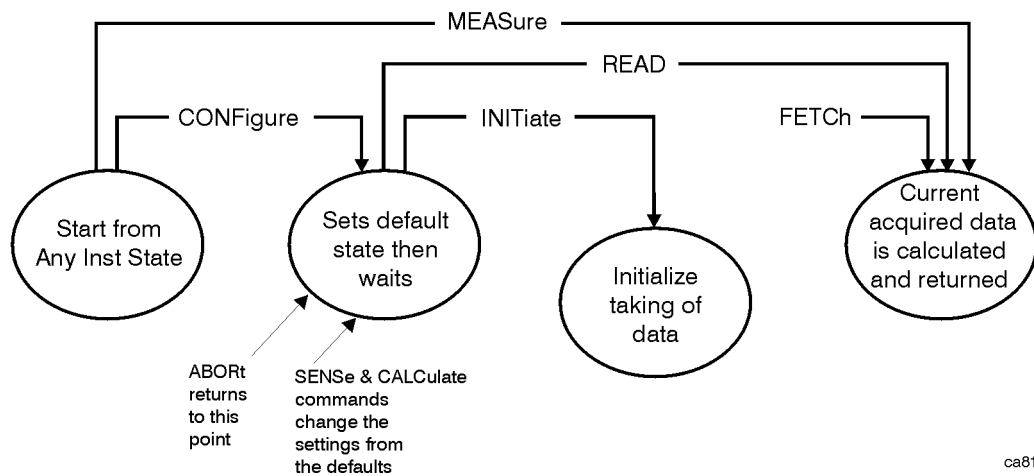 MEASure
READ
CONFigure
INITiate
FETCh
Start from
Any Inst State
Sets default
state then
waits
Initialize
taking of
data
Current
acquired data
is calculated
and returned
ABORt
returns
to this
point
SENSe & CALCulate
commands
change the
settings from
the defaults
ca81